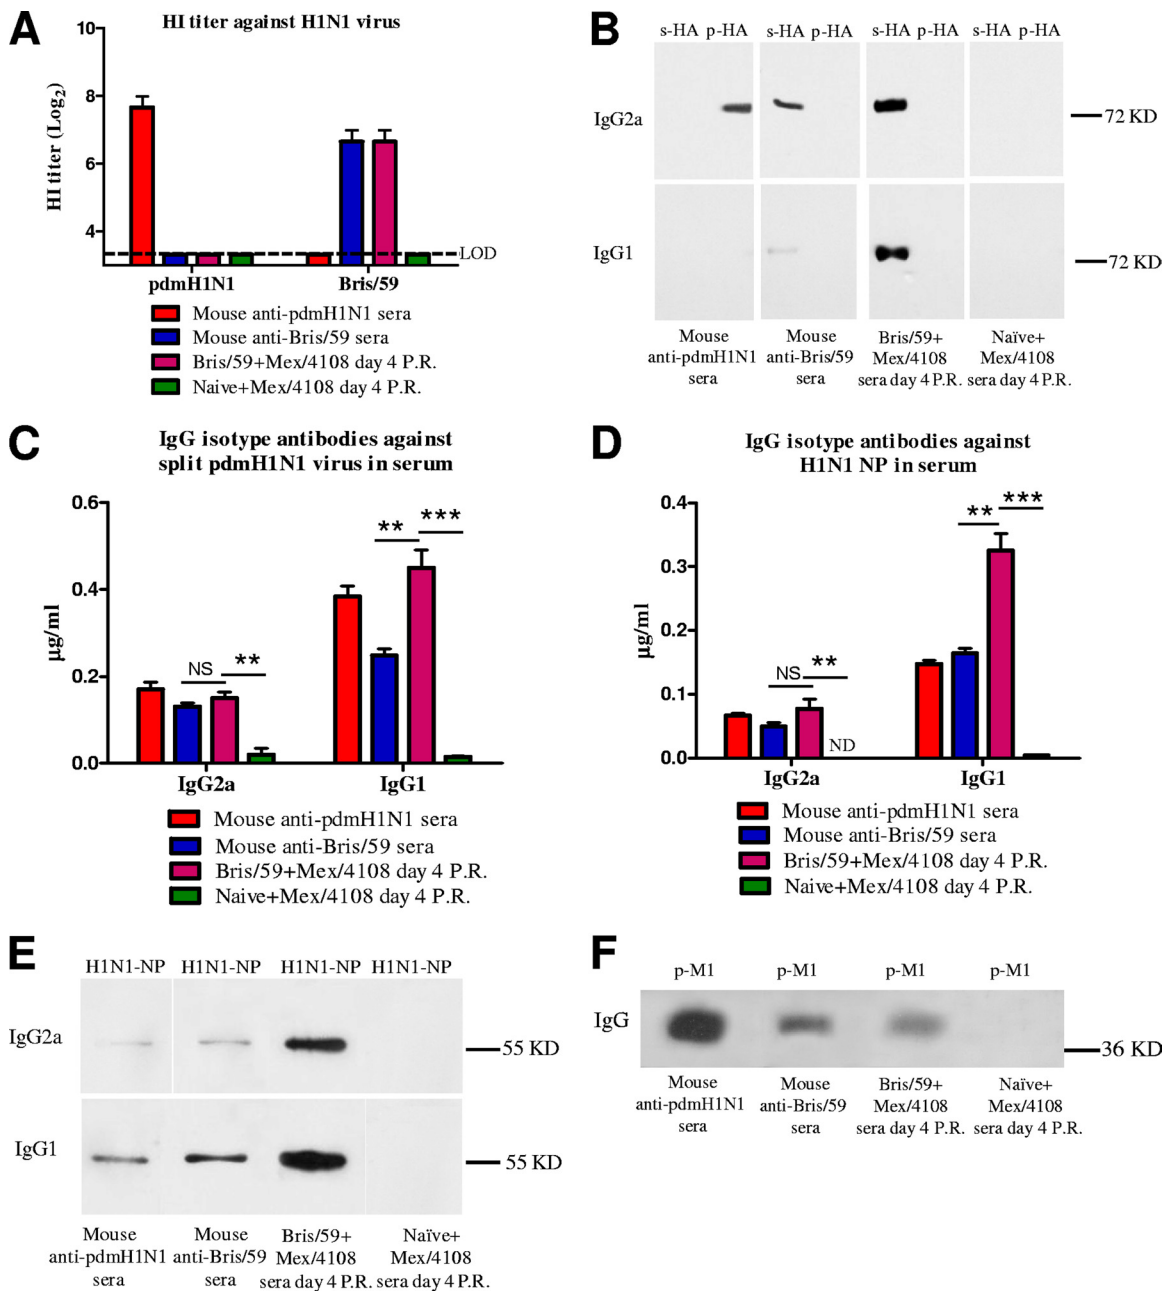 A
HI titer against H1N1 virus
HI titer (Log2)
10
8
6
4
LOD
pdmH1N1 Bris/59
Mouse anti-pdmH1N1 sera
Mouse anti-Bris/59 sera
Bris/59+Mex/4108 day 4 P.R.
Naive+Mex/4108 day 4 P.R.
B
s-HA p-HA s-HA p-HA s-HA p-HA s-HA p-HA
IgG2a
72 KD
IgG1
72 KD
Mouse
anti-pdmH1N1
sera
Mouse
anti-Bris/59
sera
Bris/59+
Mex/4108
sera day 4 P.R.
Naïve+
Mex/4108
sera day 4 P.R.
C
IgG isotype antibodies against
split pdmH1N1 virus in serum
µg/ml
0.6
0.4
0.2
0.0
NS
**
**
***
IgG2a IgG1
Mouse anti-pdmH1N1 sera
Mouse anti-Bris/59 sera
Bris/59+Mex/4108 day 4 P.R.
Naive+Mex/4108 day 4 P.R.
D
IgG isotype antibodies against
H1N1 NP in serum
µg/ml
0.4
0.3
0.2
0.1
0.0
NS
**
ND
**
***
IgG2a IgG1
Mouse anti-pdmH1N1 sera
Mouse anti-Bris/59 sera
Bris/59+Mex/4108 day 4 P.R.
Naive+Mex/4108 day 4 P.R.
E
H1N1-NP H1N1-NP H1N1-NP H1N1-NP
IgG2a
55 KD
IgG1
55 KD
Mouse
anti-pdmH1N1
sera
Mouse
anti-Bris/59
sera
Bris/59+
Mex/4108
sera day 4 P.R.
Naïve+
Mex/4108
sera day 4 P.R.
F
p-M1 p-M1 p-M1 p-M1
IgG
36 KD
Mouse
anti-pdmH1N1
sera
Mouse
anti-Bris/59
sera
Bris/59+
Mex/4108
sera day 4 P.R.
Naïve+
Mex/4108
sera day 4 P.R.